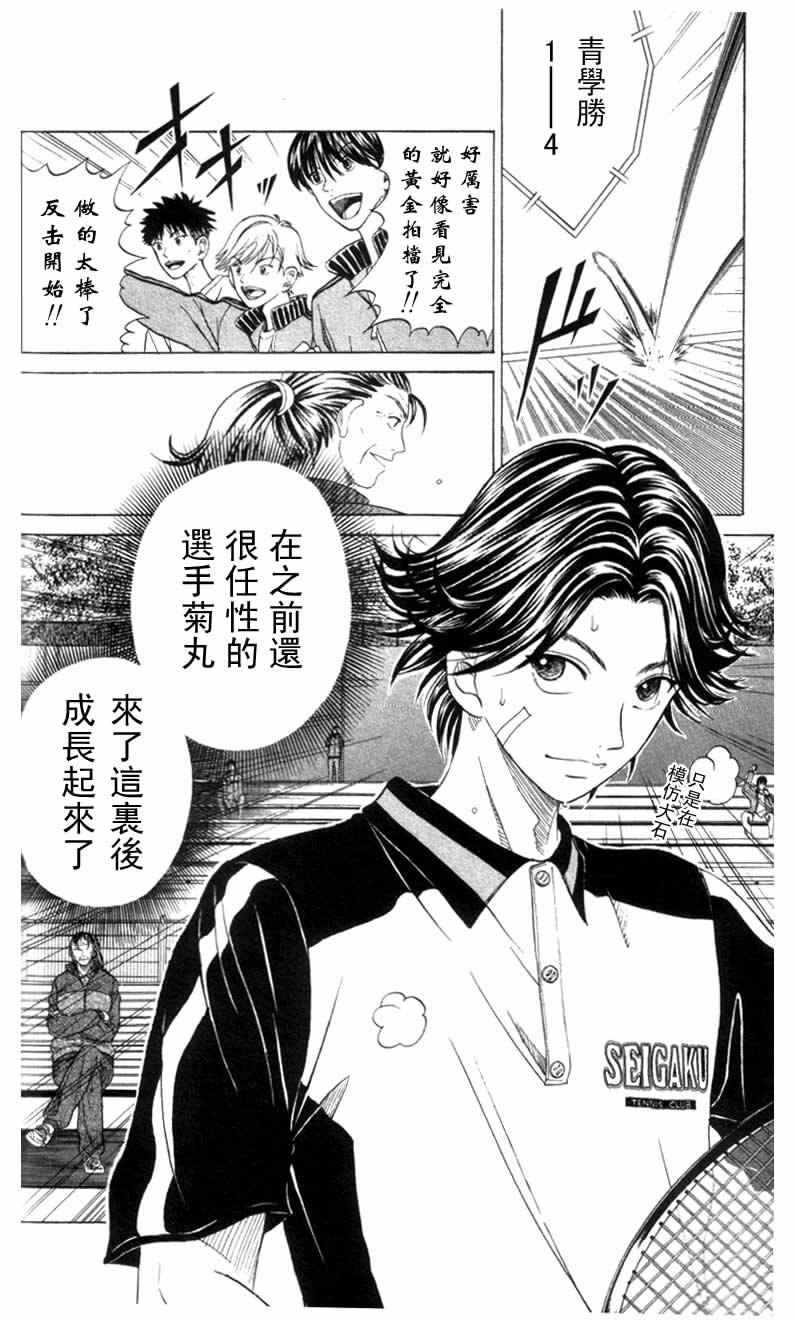 青學勝
1—4
好厲害
就好像看見完全
的黃金拍檔了!!
做的太棒了
反击開始!!
在之前還
很任性的
選手菊丸
來了這裏後
成長起來了
只是在
模仿大石
SEIGAKU
TENNIS CLUB